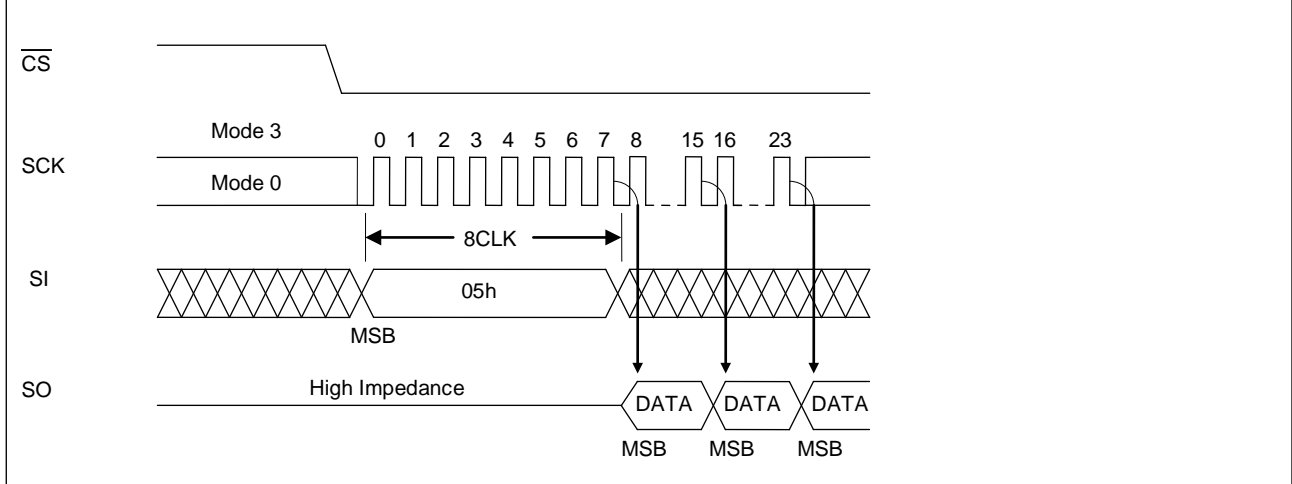 CS
Mode 3
0 1 2 3 4 5 6 7 8 15 16 23
SCK
Mode 0
8CLK
SI
05h
MSB
SO
High Impedance
DATA DATA DATA
MSB MSB MSB